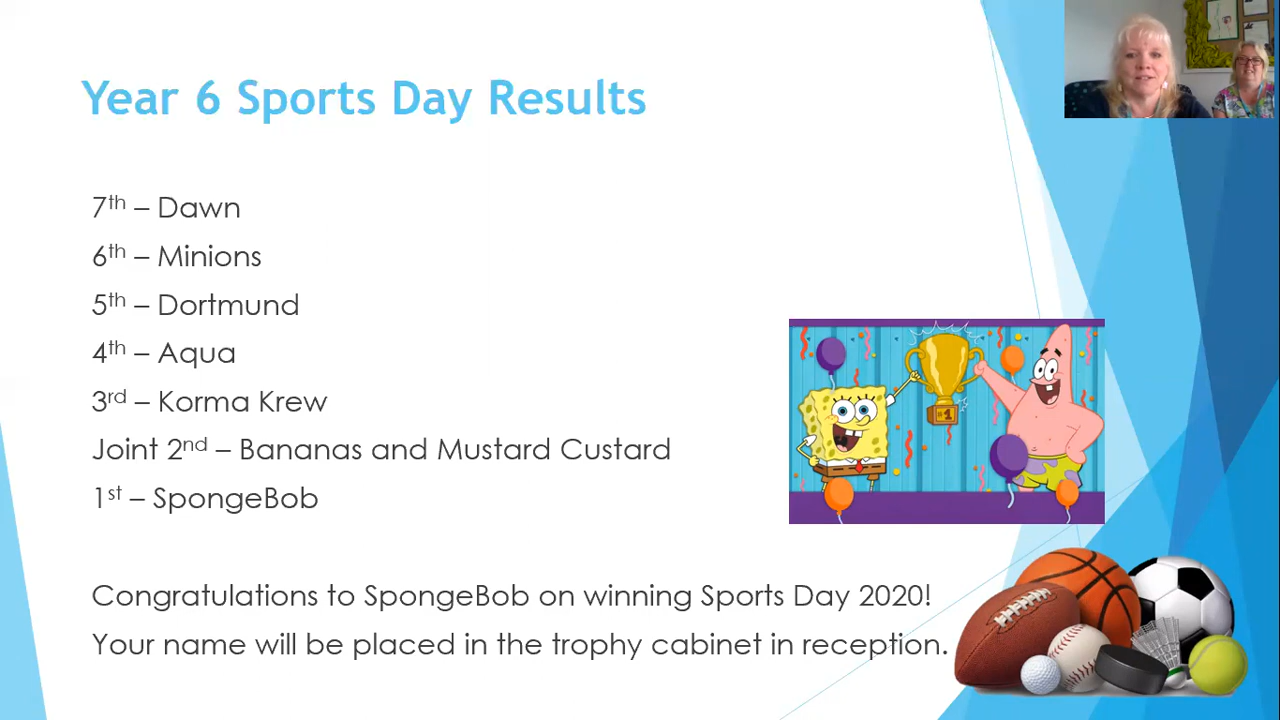 Year 6 Sports Day Results
7th – Dawn
6th – Minions
5th – Dortmund
4th – Aqua
3rd – Korma Krew
Joint 2nd – Bananas and Mustard Custard
1st – SpongeBob
#1
Congratulations to SpongeBob on winning Sports Day 2020!
Your name will be placed in the trophy cabinet in reception.